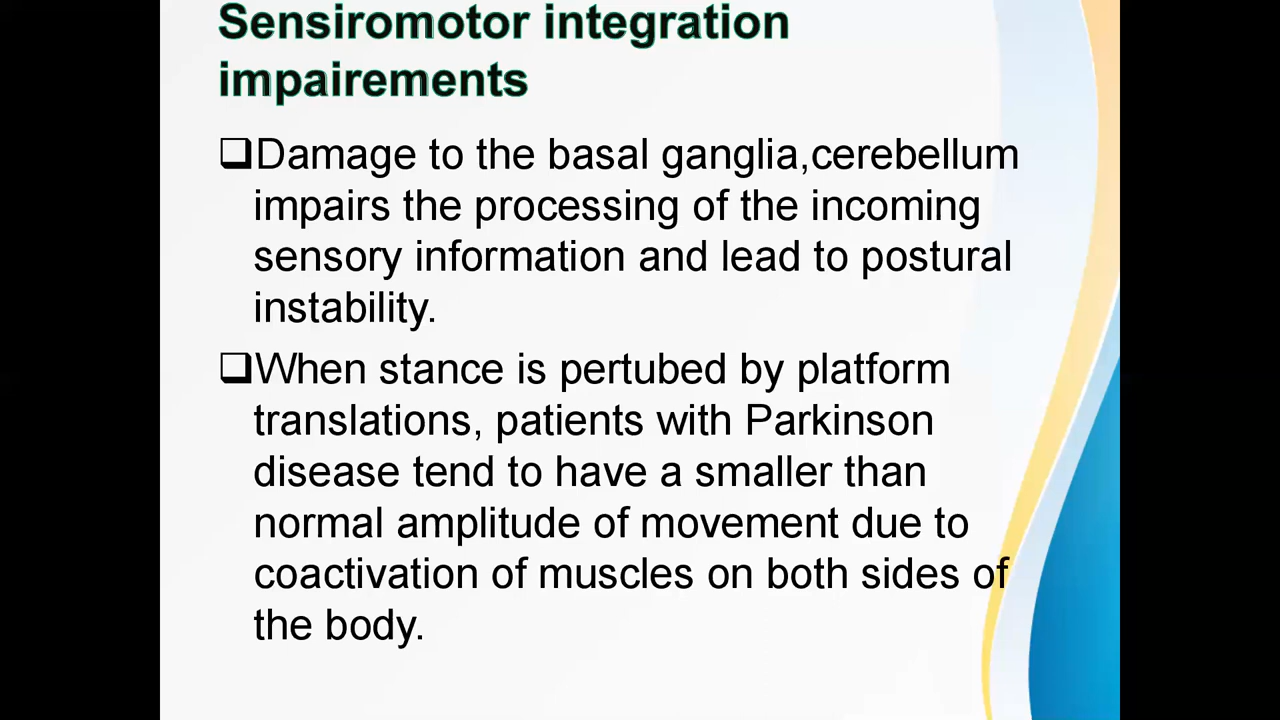 Sensiromotor integration
impairements
❑Damage to the basal ganglia,cerebellum
impairs the processing of the incoming
sensory information and lead to postural
instability.
❑When stance is pertubed by platform
translations, patients with Parkinson
disease tend to have a smaller than
normal amplitude of movement due to
coactivation of muscles on both sides of
the body.